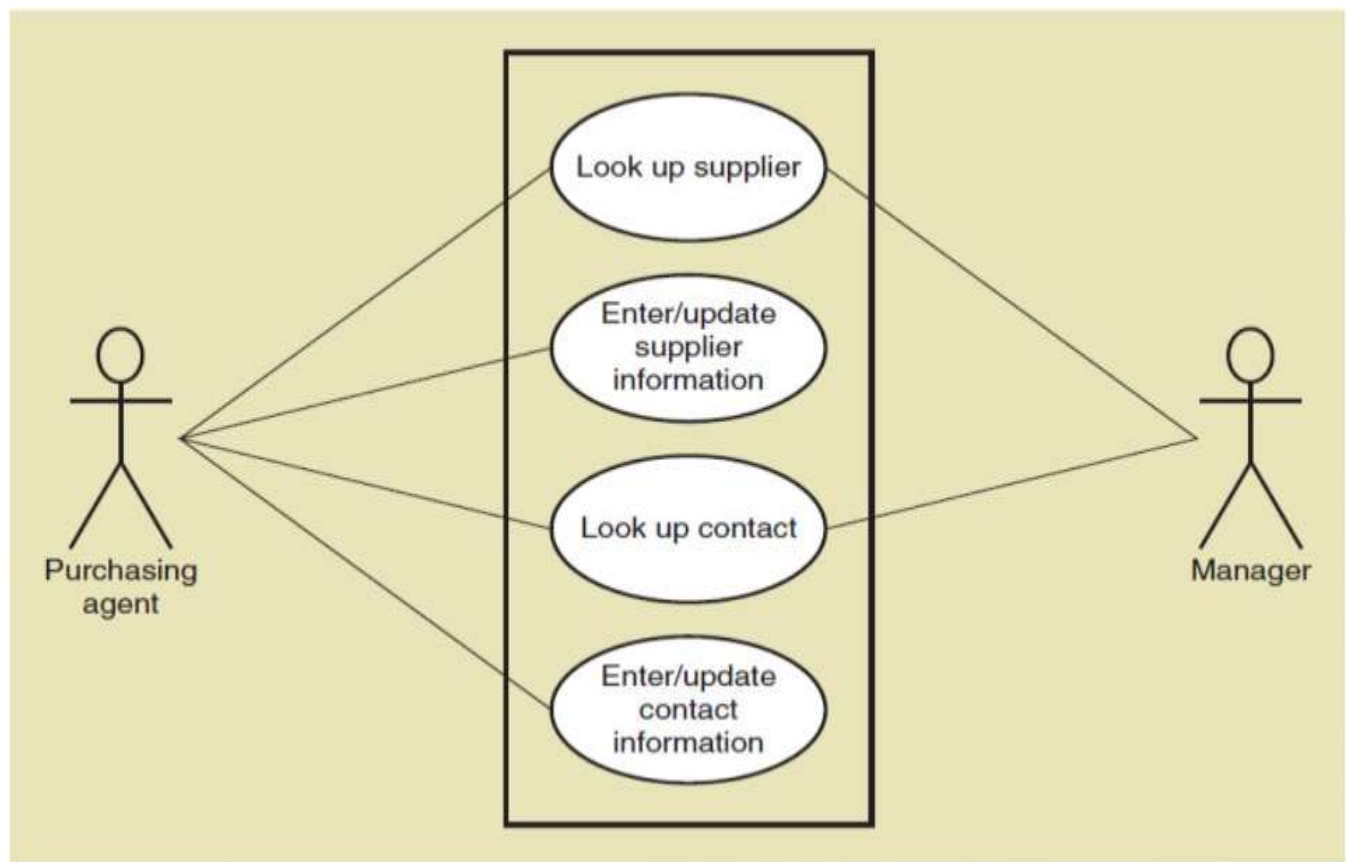 Look up supplier
Enter/update
supplier
information
Look up contact
Purchasing
agent
Manager
Enter/update
contact
information